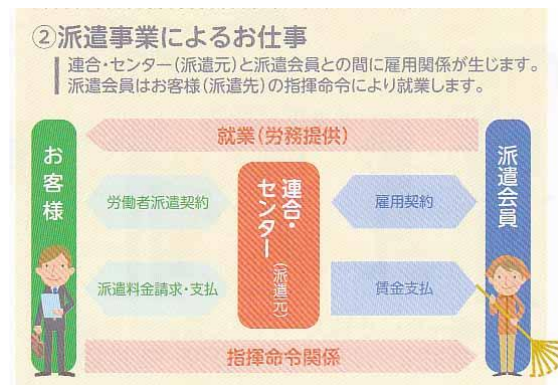 ②派遣事業によるお仕事
連合・センター(派遣元)と派遣会員との間に雇用関係が生じます。
派遣会員はお客様(派遣先)の指揮命令により就業します。
就業(労務提供)
お客様
労働者派遣契約
派遣料金請求・支払
連合・
センター(派遣元)
雇用契約
賃金支払
派遣会員
指揮命令関係